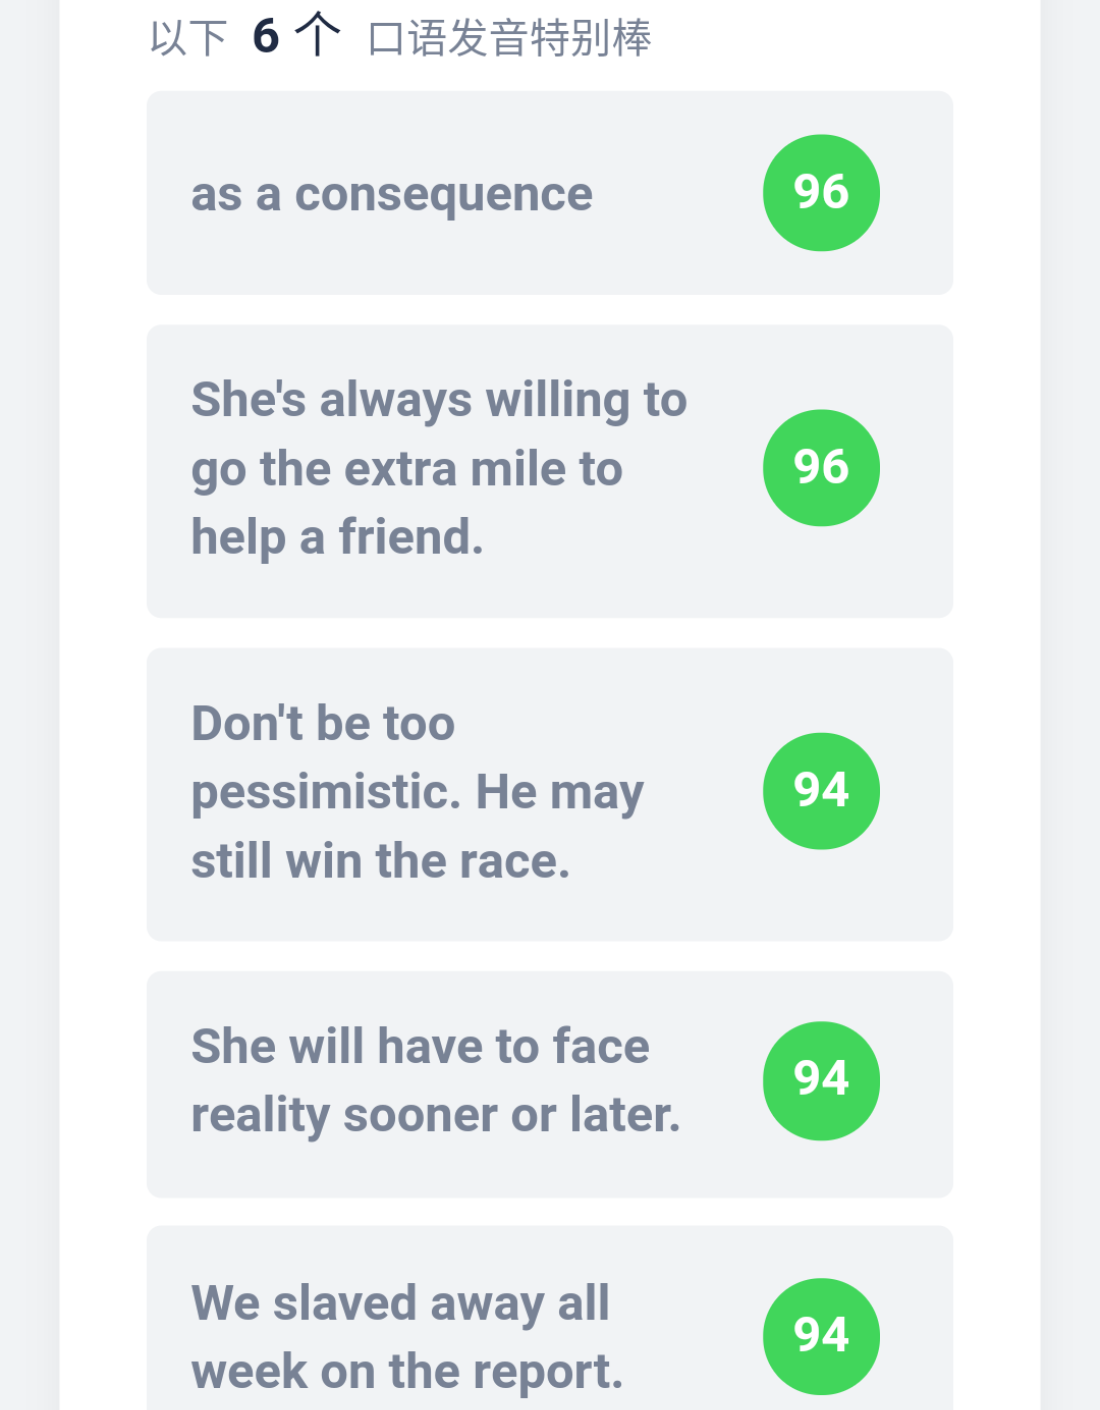 以下 6 个 口语发音特别棒
as a consequence
96
She's always willing to
go the extra mile to
help a friend.
96
Don't be too
pessimistic. He may
still win the race.
94
She will have to face
reality sooner or later.
94
We slaved away all
week on the report.
94